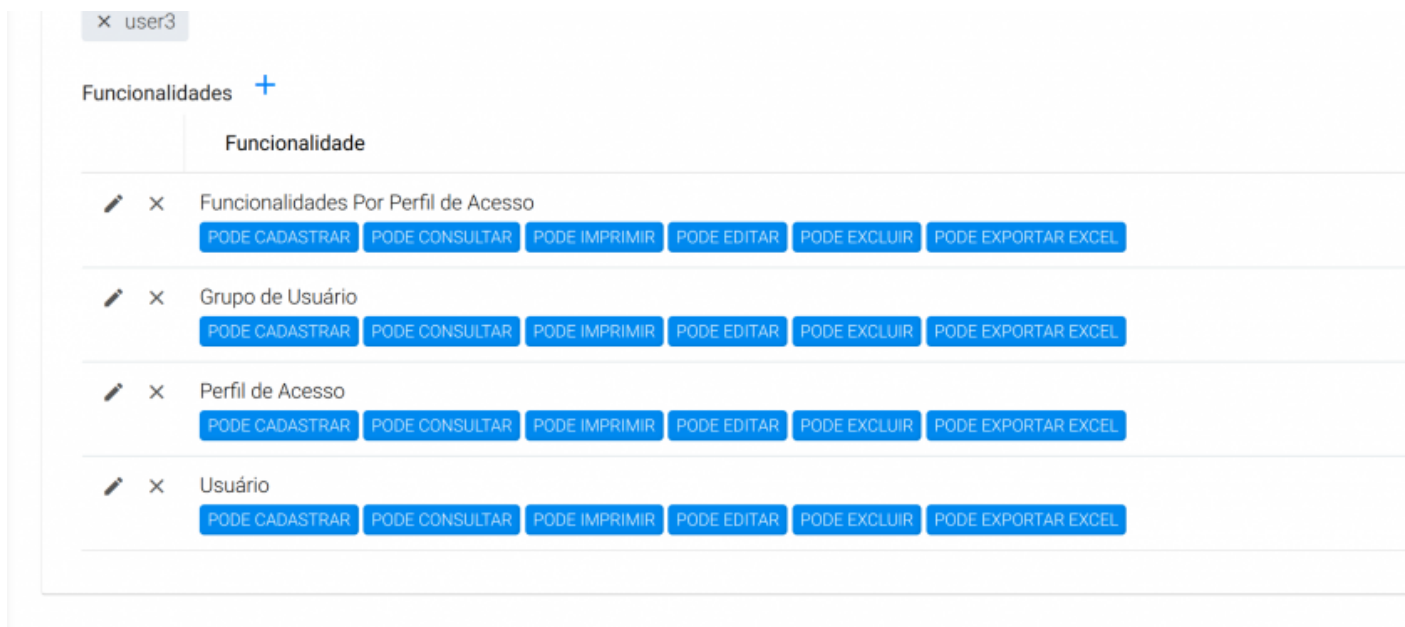 × user3
Funcionalidades +
Funcionalidade
Funcionalidades Por Perfil de Acesso
PODE CADASTRAR PODE CONSULTAR PODE IMPRIMIR PODE EDITAR PODE EXCLUIR PODE EXPORTAR EXCEL
Grupo de Usuário
PODE CADASTRAR PODE CONSULTAR PODE IMPRIMIR PODE EDITAR PODE EXCLUIR PODE EXPORTAR EXCEL
Perfil de Acesso
PODE CADASTRAR PODE CONSULTAR PODE IMPRIMIR PODE EDITAR PODE EXCLUIR PODE EXPORTAR EXCEL
Usuário
PODE CADASTRAR PODE CONSULTAR PODE IMPRIMIR PODE EDITAR PODE EXCLUIR PODE EXPORTAR EXCEL